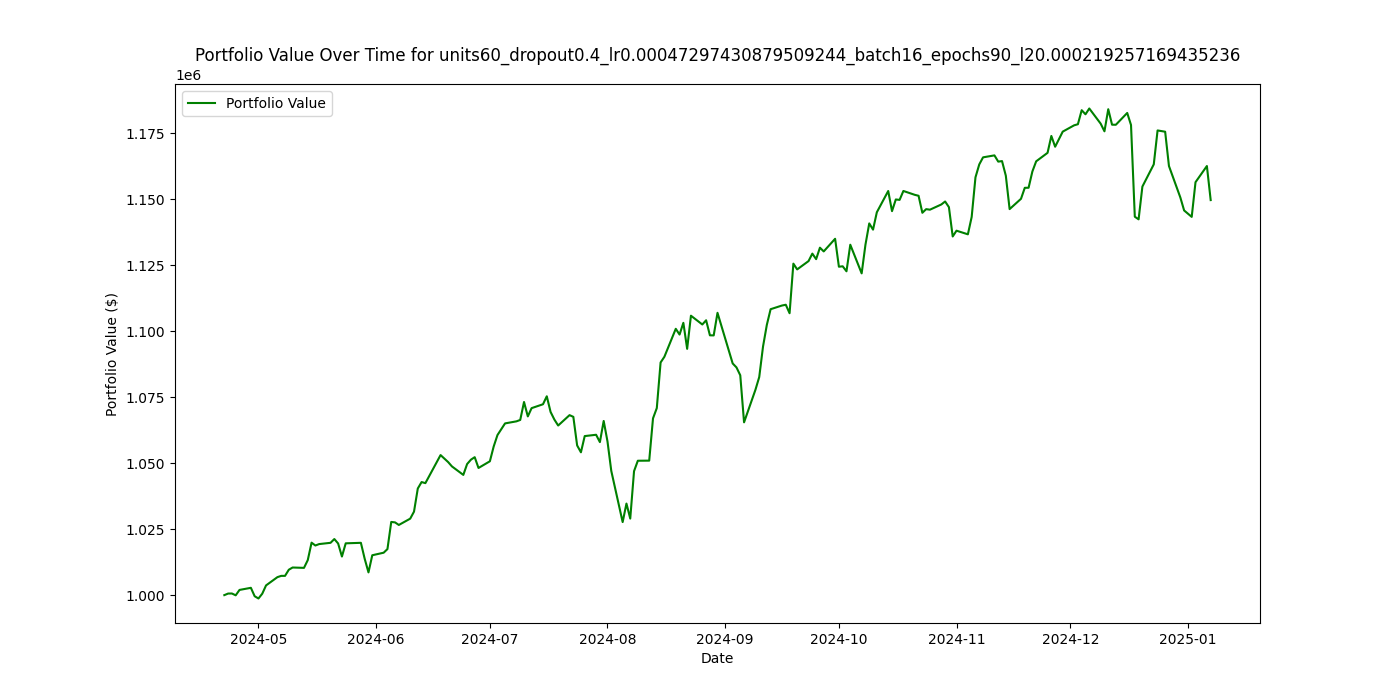 Portfolio Value Over Time for units60_dropout0.4_lr0.00047297430879509244_batch16_epochs90_l20.000219257169435236
1e6
Portfolio Value
1.175
1.150
1.125
1.100
1.075
1.050
1.025
1.000
Portfolio Value ($)
2024-05 2024-06 2024-07 2024-08 2024-09 2024-10 2024-11 2024-12 2025-01
Date